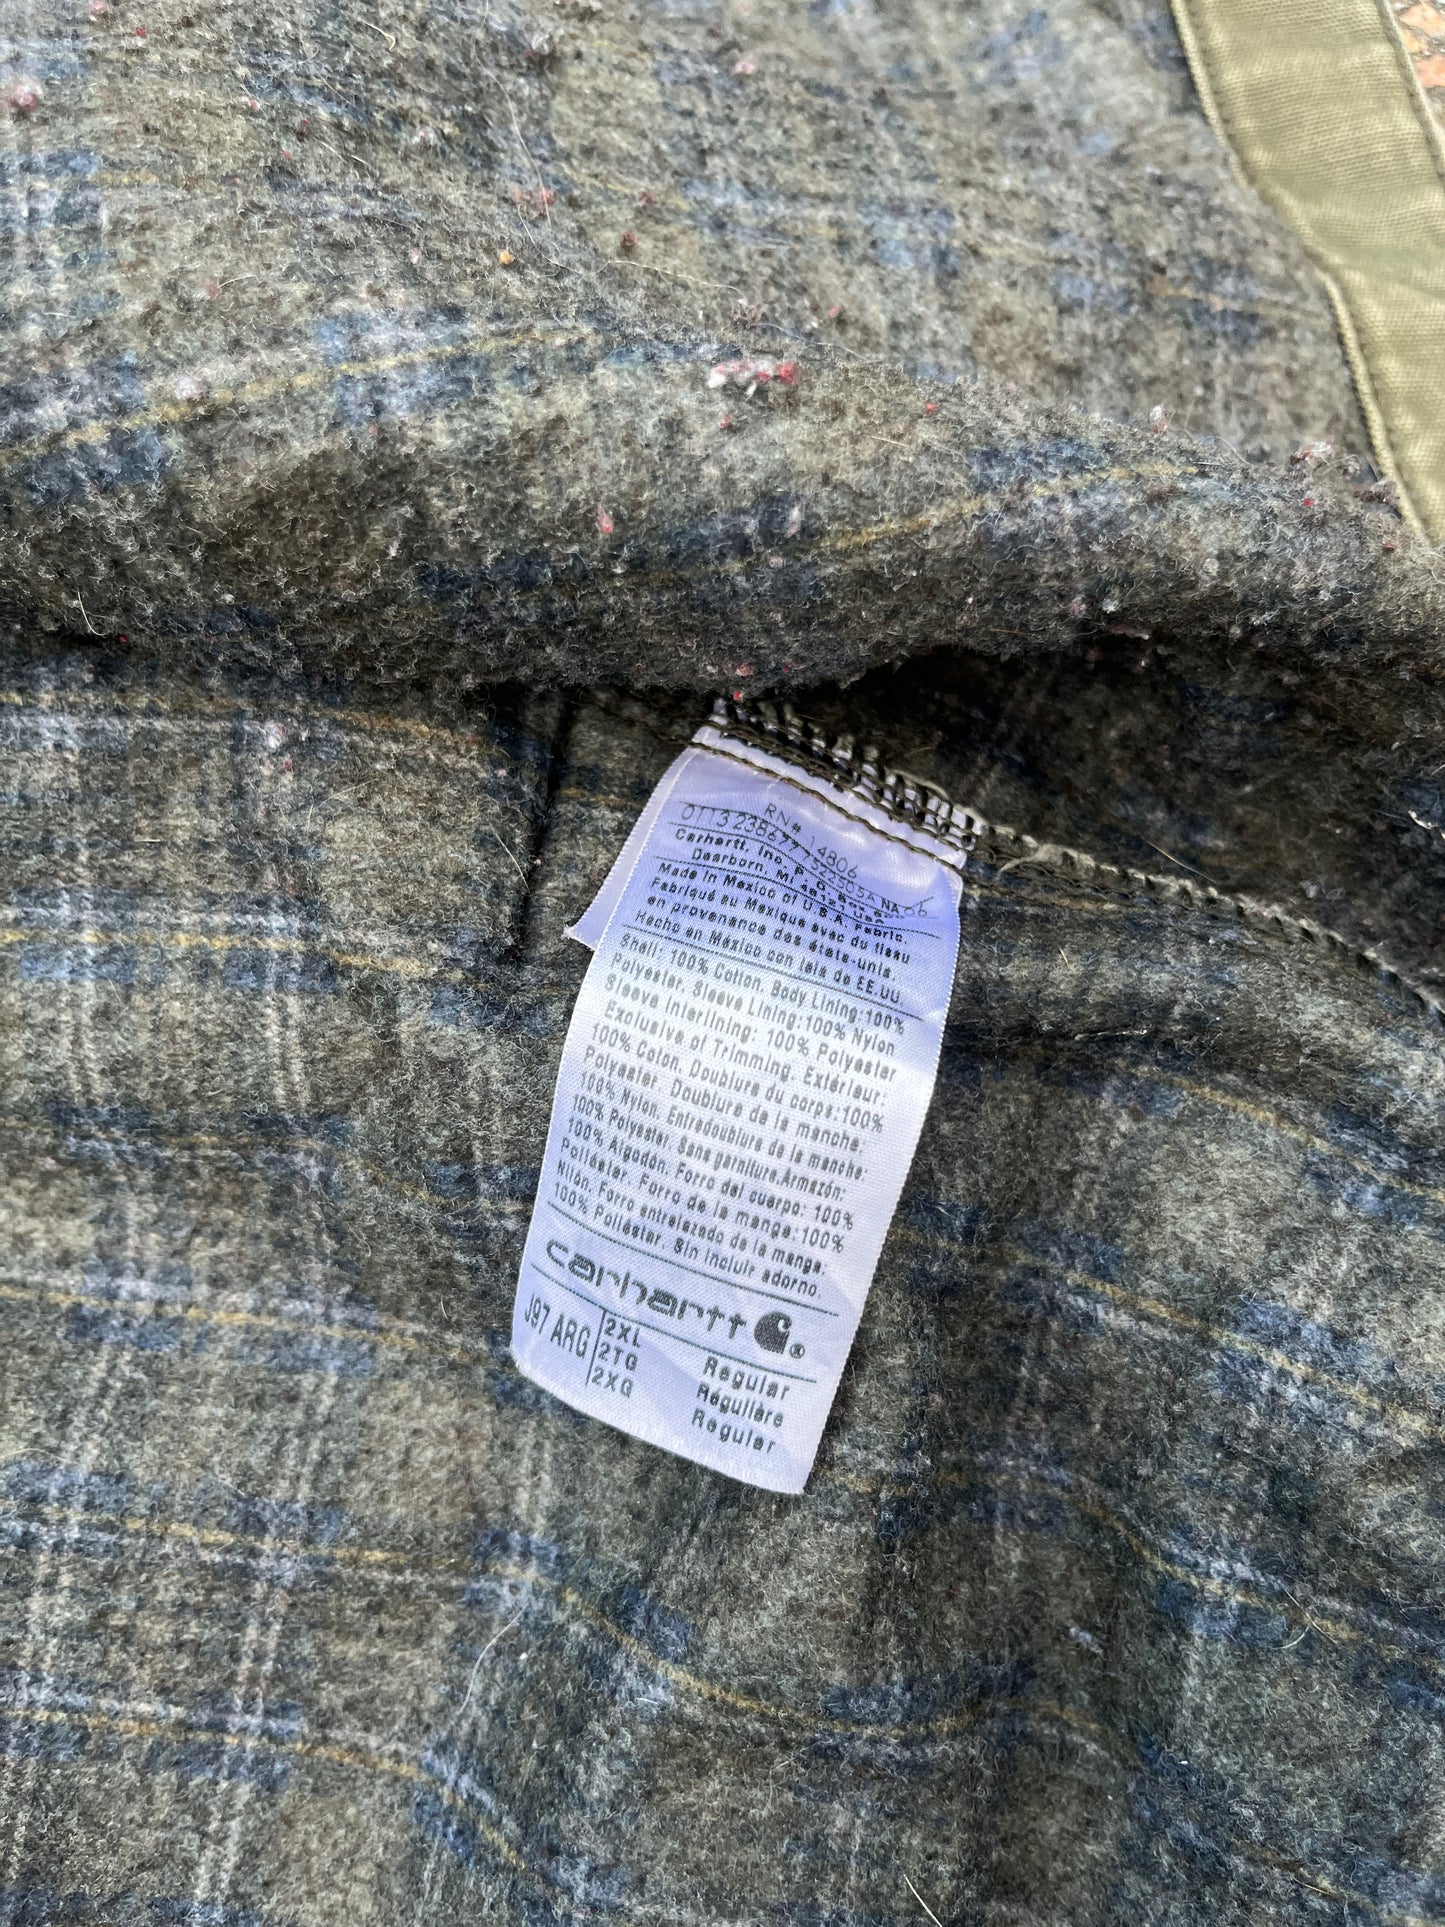 RN# 14806
Carhartt, Inc. P.O. Box
Dearborn, MI 48121 USA
Made in Mexico of U.S.A. Fabric.
Fabriqué au Mexique avec du tissu
en provenance des états-unis.
Hecho en Mexico con tela de EE.UU.
Shell: 100% Cotton. Body Lining:100%
Polyester. Sleeve Lining:100% Nylon
Sleeve Interlining: 100% Polyester
Exclusive of Trimming. Extérieur:
100% Coton. Doublure du corps:100%
Polyester. Doublure de la manche:
100% Nylon. Entredoublure de la manche:
100% Polyester. Sans garniture.Armazón:
100% Algodón. Forro del cuerpo: 100%
Poliéster. Forro de la manga:100%
Nilón. Forro entrelazado de la manga:
100% Poliéster. Sin incluir adorno.
carhartt ®
J97 ARG 2XL Regular
2TG Régulière
2XG Regular